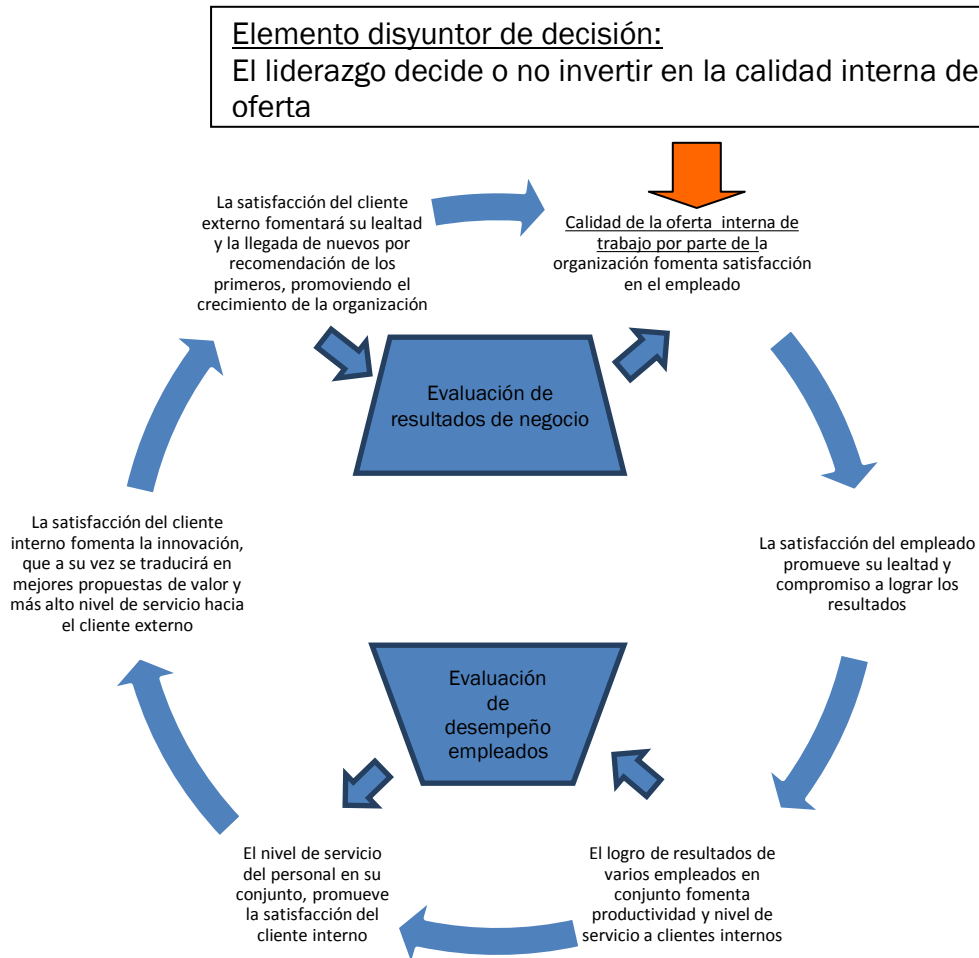 Elemento disyuntor de decisión:
El liderazgo decide o no invertir en la calidad interna de
oferta
La satisfacción del cliente
externo fomentará su lealtad
y la llegada de nuevos por
recomendación de los
primeros, promoviendo el
crecimiento de la organización
Calidad de la oferta  interna de
trabajo por parte de la
organización fomenta satisfacción
en el empleado
Evaluación de
resultados de negocio
La satisfacción del cliente
interno fomenta la innovación,
que a su vez se traducirá en
mejores propuestas de valor y
más alto nivel de servicio hacia
el cliente externo
La satisfacción del empleado
promueve su lealtad y
compromiso a lograr los
resultados
Evaluación
de
desempeño
empleados
El nivel de servicio
del personal en su
conjunto, promueve
la satisfacción del
cliente interno
El logro de resultados de
varios empleados en
conjunto fomenta
productividad y nivel de
servicio a clientes internos